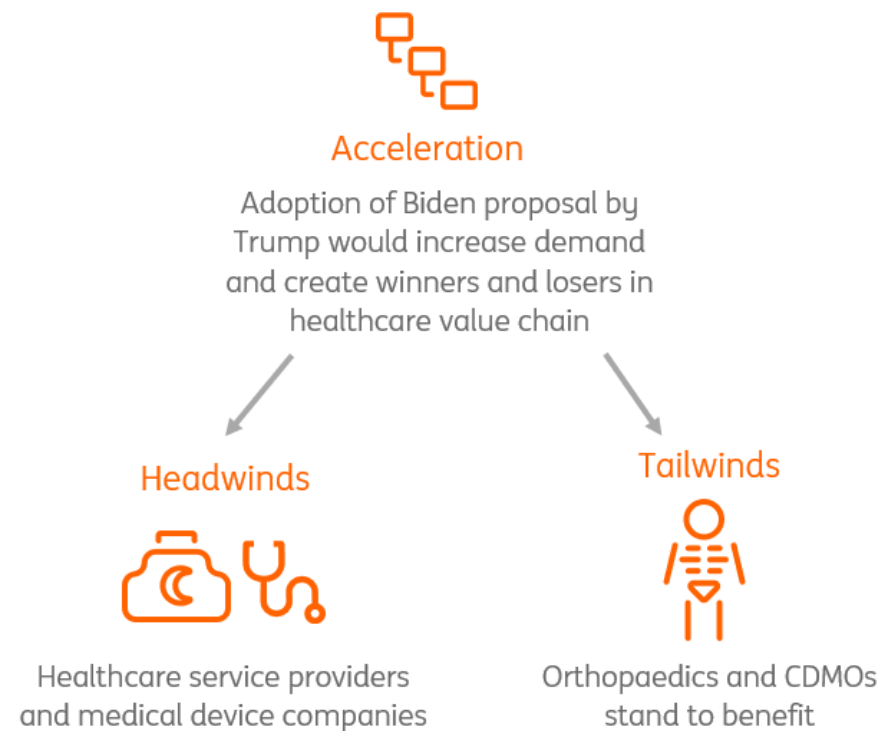 Acceleration
Adoption of Biden proposal by
Trump would increase demand
and create winners and losers in
healthcare value chain
Headwinds
Healthcare service providers
and medical device companies
Tailwinds
Orthopaedics and CDMOs
stand to benefit